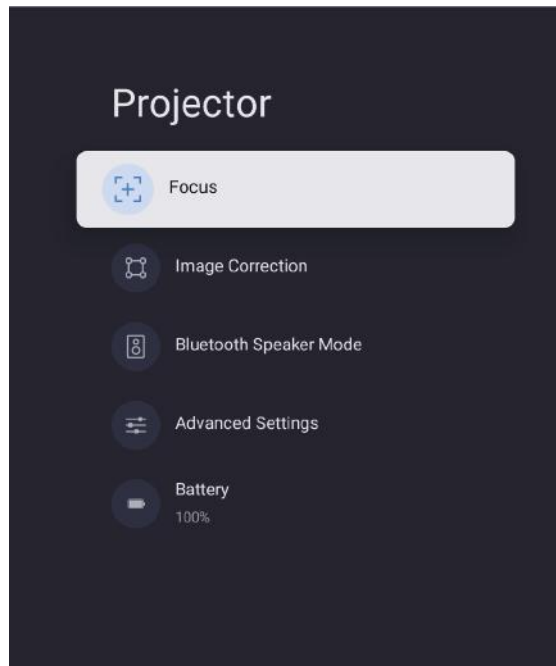 Projector
Focus
Image Correction
Bluetooth Speaker Mode
Advanced Settings
Battery
100%